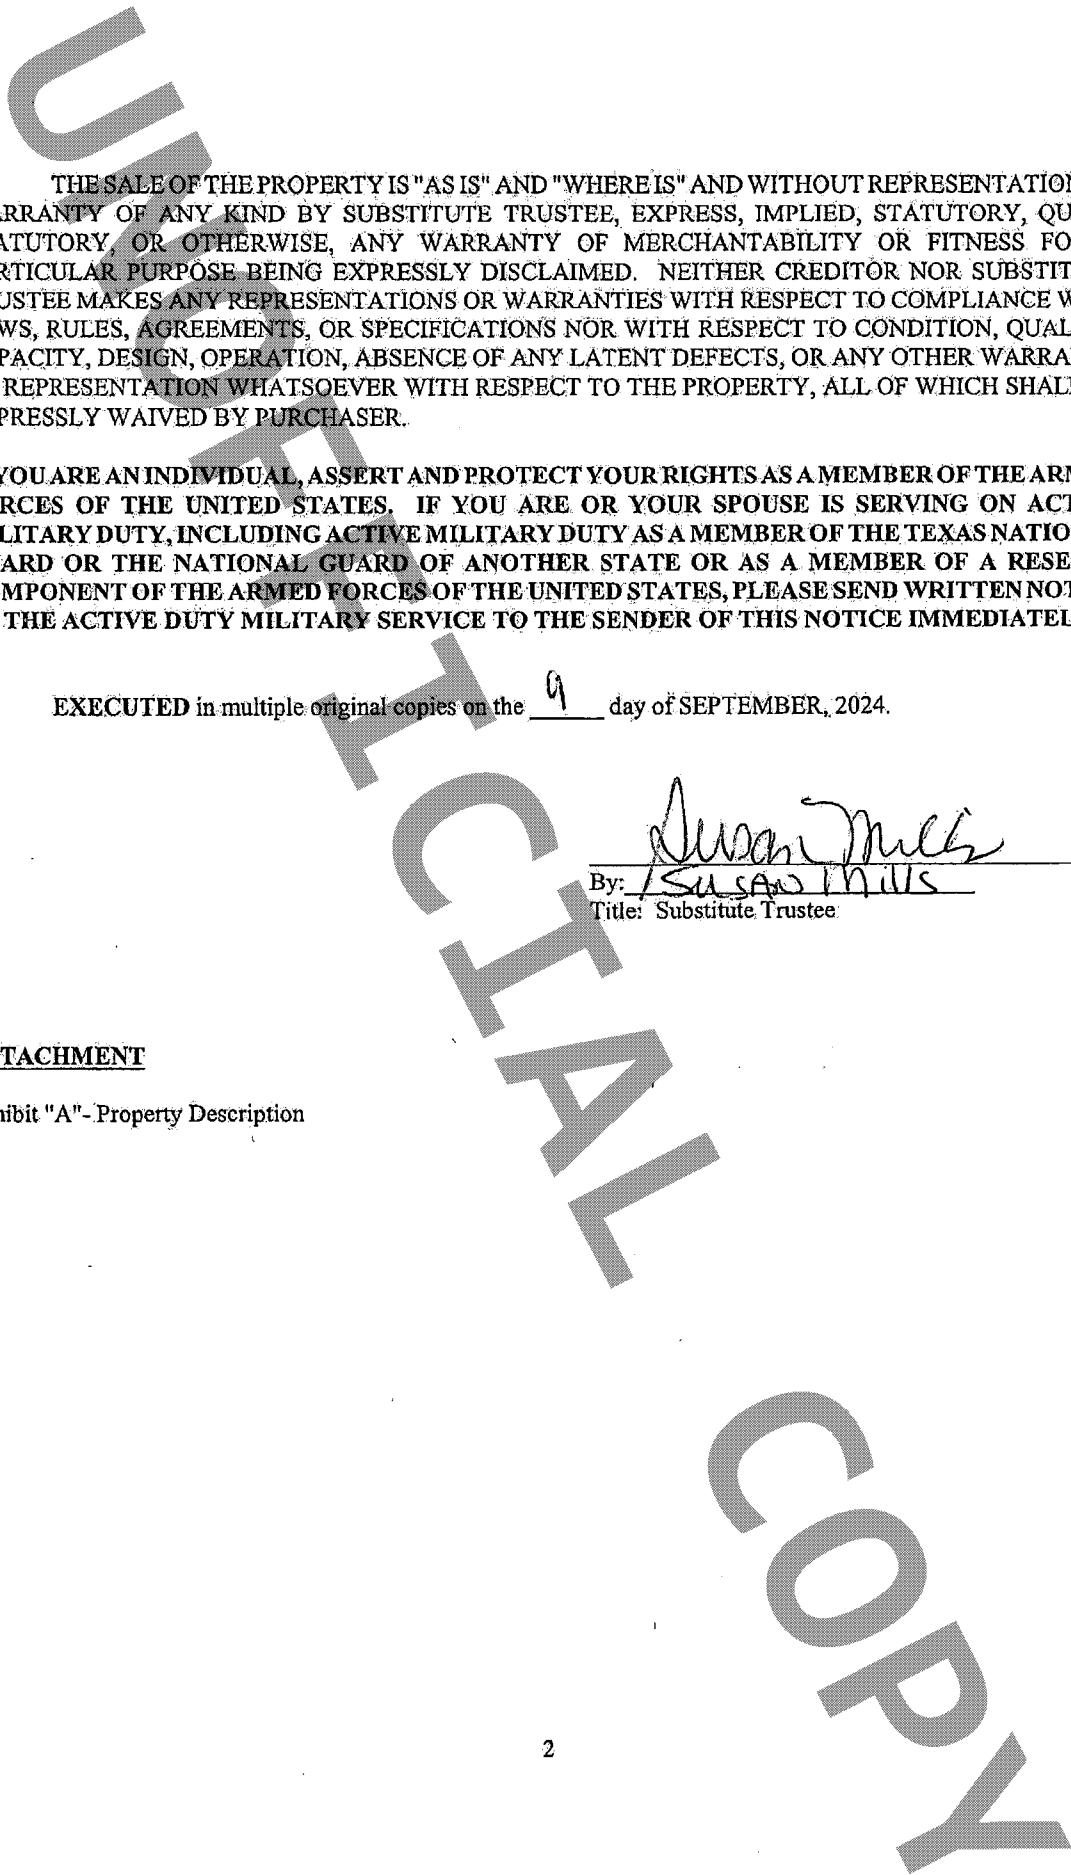 THE SALE OF THE PROPERTY IS "AS IS" AND "WHERE IS" AND WITHOUT REPRESENTATION
RRANTY OF ANY KIND BY SUBSTITUTE TRUSTEE, EXPRESS, IMPLIED, STATUTORY, QU
ATUTORY, OR OTHERWISE, ANY WARRANTY OF MERCHANTABILITY OR FITNESS FO
RTICULAR PURPOSE BEING EXPRESSLY DISCLAIMED. NEITHER CREDITOR NOR SUBSTIT
USTEE MAKES ANY REPRESENTATIONS OR WARRANTIES WITH RESPECT TO COMPLIANCE W
WS, RULES, AGREEMENTS, OR SPECIFICATIONS NOR WITH RESPECT TO CONDITION, QUAL
PACITY, DESIGN, OPERATION, ABSENCE OF ANY LATENT DEFECTS, OR ANY OTHER WARRA
REPRESENTATION WHATSOEVER WITH RESPECT TO THE PROPERTY, ALL OF WHICH SHAL
PRESSLY WAIVED BY PURCHASER.
YOU ARE AN INDIVIDUAL, ASSERT AND PROTECT YOUR RIGHTS AS A MEMBER OF THE ARM
RCES OF THE UNITED STATES. IF YOU ARE OR YOUR SPOUSE IS SERVING ON ACT
LITARY DUTY, INCLUDING ACTIVE MILITARY DUTY AS A MEMBER OF THE TEXAS NATIO
ARD OR THE NATIONAL GUARD OF ANOTHER STATE OR AS A MEMBER OF A RESE
MPONENT OF THE ARMED FORCES OF THE UNITED STATES, PLEASE SEND WRITTEN NOT
THE ACTIVE DUTY MILITARY SERVICE TO THE SENDER OF THIS NOTICE IMMEDIATEL
EXECUTED in multiple original copies on the 9 day of SEPTEMBER, 2024.
Susan Mills
By: Susan Mills
Title: Substitute Trustee
TACHMENT
ibit "A"- Property Description
2
UNOFFICIAL COPY